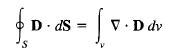 ∮_S D · dS = ∫_v ∇ · D dv